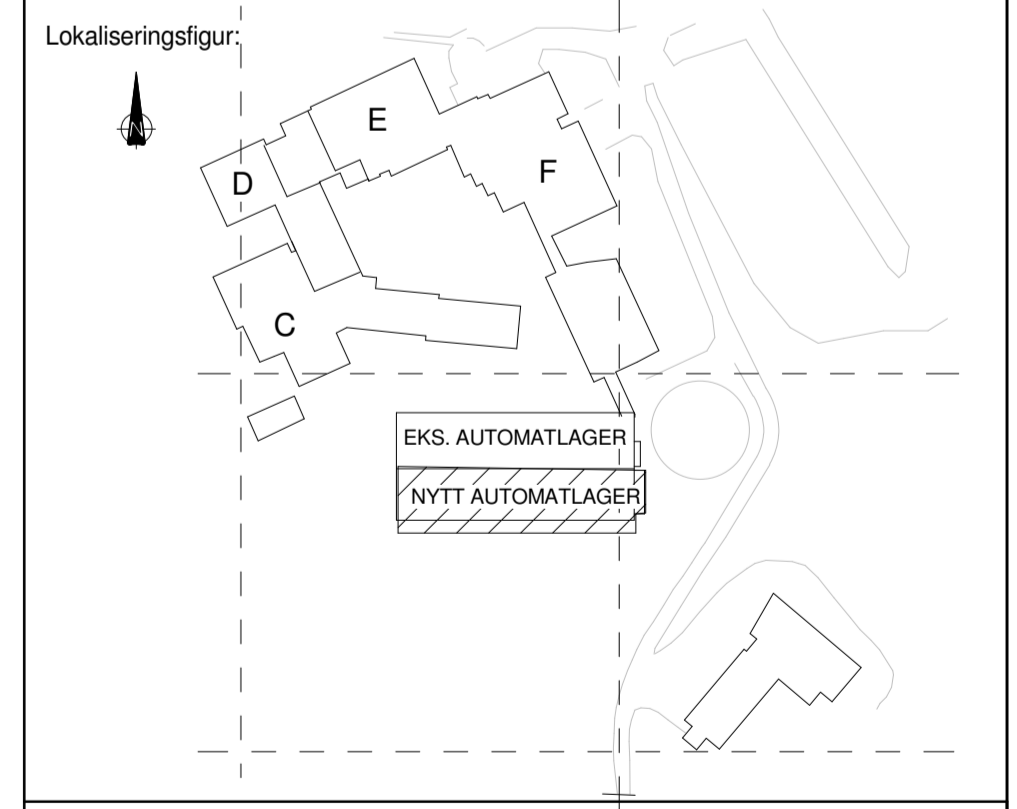 Lokaliseringsfigur:
N
E
F
D
C
EKS. AUTOMATLAGER
NYTT AUTOMATLAGER